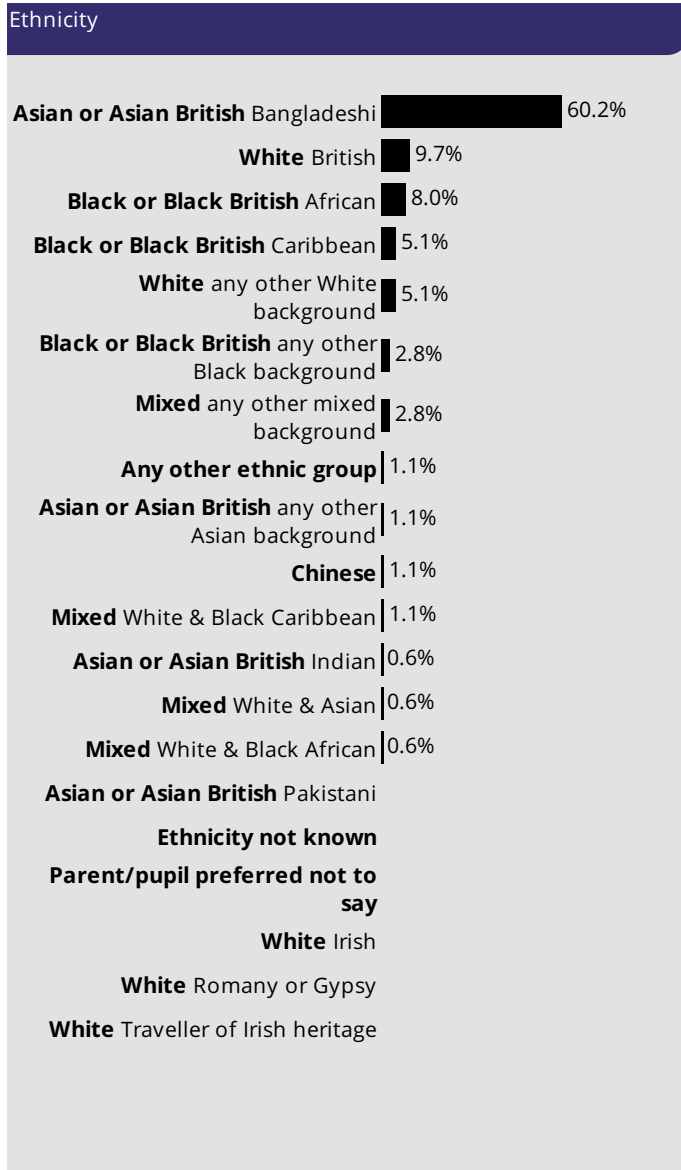 Ethnicity
Asian or Asian British Bangladeshi 60.2%
White British 9.7%
Black or Black British African 8.0%
Black or Black British Caribbean 5.1%
White any other White
background 5.1%
Black or Black British any other
Black background 2.8%
Mixed any other mixed
background 2.8%
Any other ethnic group 1.1%
Asian or Asian British any other
Asian background 1.1%
Chinese 1.1%
Mixed White & Black Caribbean 1.1%
Asian or Asian British Indian 0.6%
Mixed White & Asian 0.6%
Mixed White & Black African 0.6%
Asian or Asian British Pakistani
Ethnicity not known
Parent/pupil preferred not to
say
White Irish
White Romany or Gypsy
White Traveller of Irish heritage